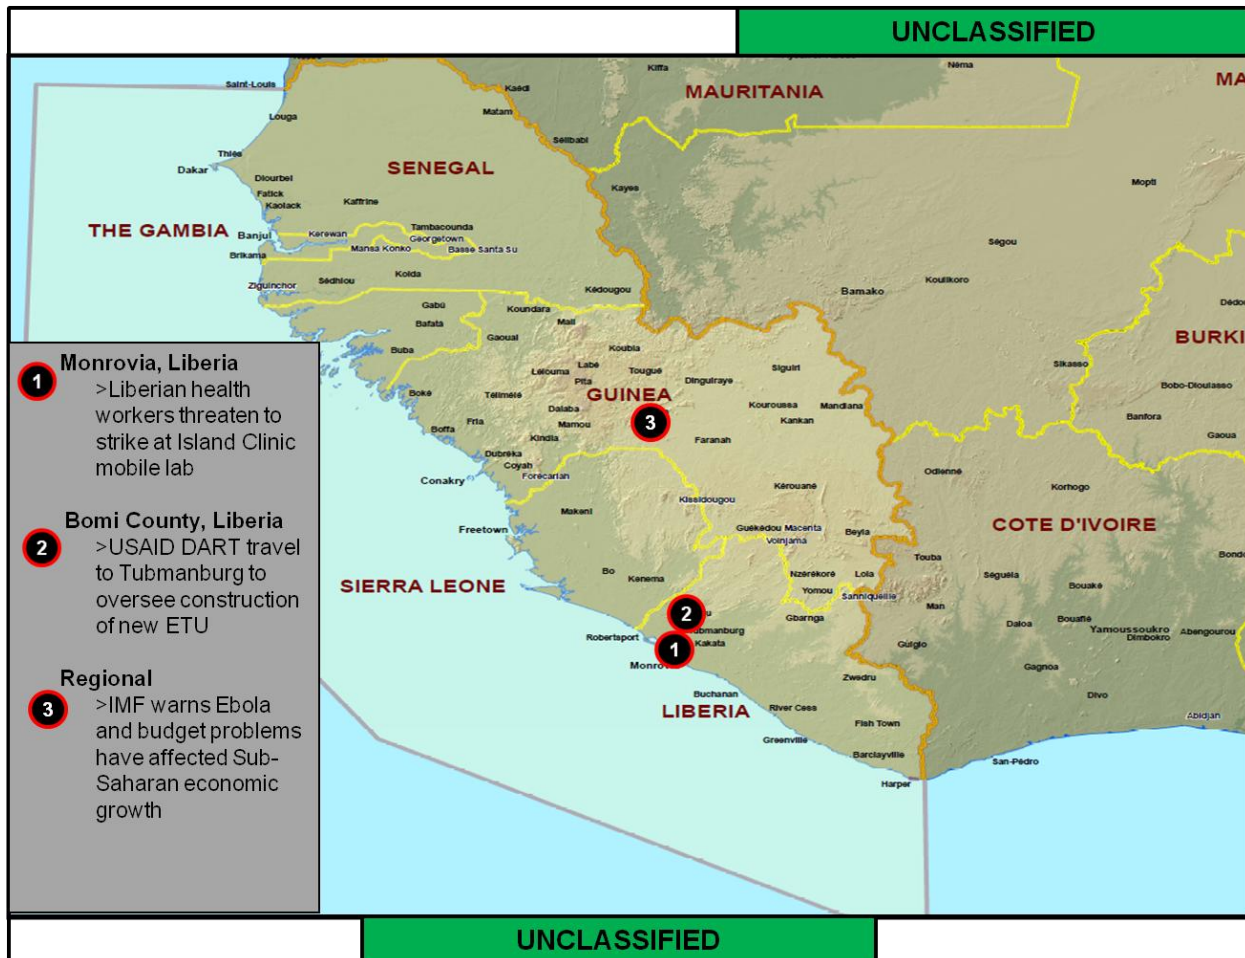 UNCLASSIFIED
Kiffa
Néma
Kaédi
MAURITANIA
MA
Saint-Louis
Louga
Matam
Sélibabi
Thiés
Dakar
SENEGAL
Diourbel
Fatick
Kaolack
Kaffrine
Kayes
Mopti
THE GAMBIA
Banjul
Kerewan
Tambacounda
Georgetown
Mansa Konko
Basse Santa Su
Brikama
Ségou
Ziguinchor
Sédhiou
Kolda
Kédougou
Bamako
Koulikoro
Gabú
Bafatá
Koundara
Mali
Buba
Gaoual
Koubia
BURKI
Sikasso
Bobo-Dioulasso
Banfora
Gaoua
Lélouma
Labé
Pita
Tougué
Dinguiraye
Siguiri
Boké
Télimélé
GUINEA
Dalaba
Mamou
Kouroussa
Mandiana
Kankan
Boffa
Fria
Kindia
3
Faranah
Dubréka
Coyah
Forécariah
Conakry
Odienné
Korhogo
Kérouané
Kissidougou
Makeni
Freetown
Guékédou
Macenta
Voinjama
Beyla
COTE D'IVOIRE
Touba
Séguéla
Bouaké
Bo
Kenema
SIERRA LEONE
Nzérékoré
Lola
Yomou
Sanniquellie
Man
Gbarnga
2
Robertsport
Kakata
1
Daloa
Bouaflé
Yamoussoukro
Dimbokro
Abengourou
Guiglo
Gagnoa
Zwedru
Buchanan
LIBERIA
River Cess
Divo
Abidjan
Fish Town
Greenville
Barclayville
San-Pédro
Harper
1
Monrovia, Liberia
>Liberian health
workers threaten to
strike at Island Clinic
mobile lab
2
Bomi County, Liberia
>USAID DART travel
to Tubmanburg to
oversee construction
of new ETU
3
Regional
>IMF warns Ebola
and budget problems
have affected Sub-
Saharan economic
growth
UNCLASSIFIED